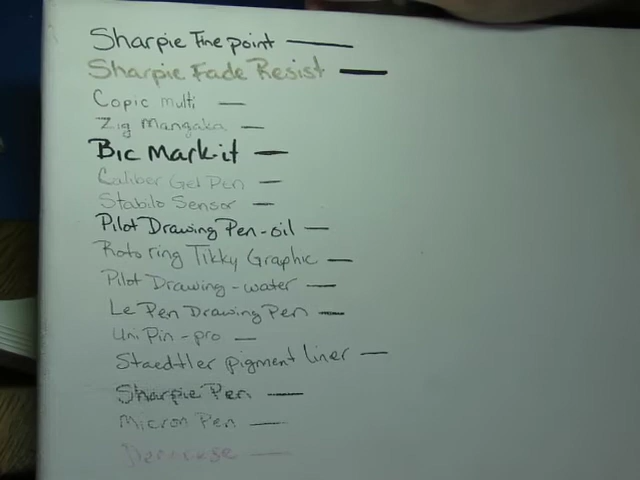 Sharpie Fine point
Sharpie Fade Resist
Copic multi
Zig Mangaka
Bic Mark-it
Caliber Gel Pen
Stabilo Sensor
Pilot Drawing Pen-oil
Rotoring Tikky Graphic
Pilot Drawing-water
Le Pen Drawing Pen
Uni Pin-pro
Staedtler pigment liner
Sharpie Pen
Micron Pen